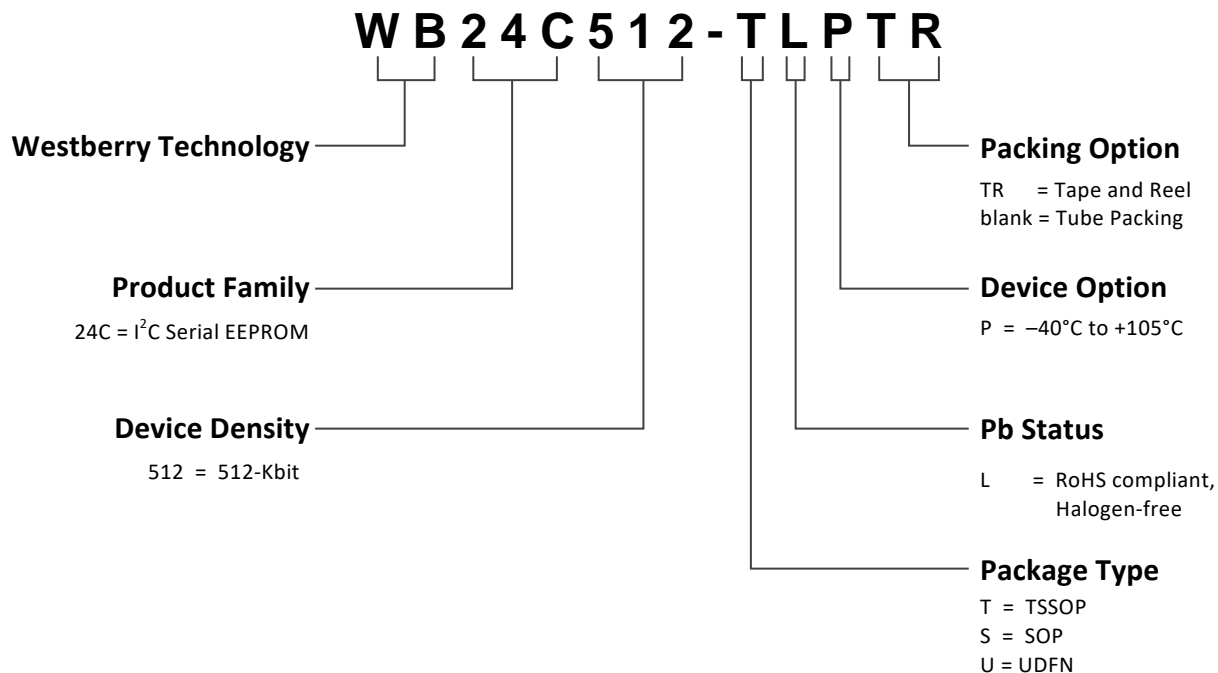 WB24C512-TLPTR
Westberry Technology
Product Family
24C = I²C Serial EEPROM
Device Density
512 = 512-Kbit
Packing Option
TR = Tape and Reel
blank = Tube Packing
Device Option
P = –40°C to +105°C
Pb Status
L = RoHS compliant,
Halogen-free
Package Type
T = TSSOP
S = SOP
U = UDFN